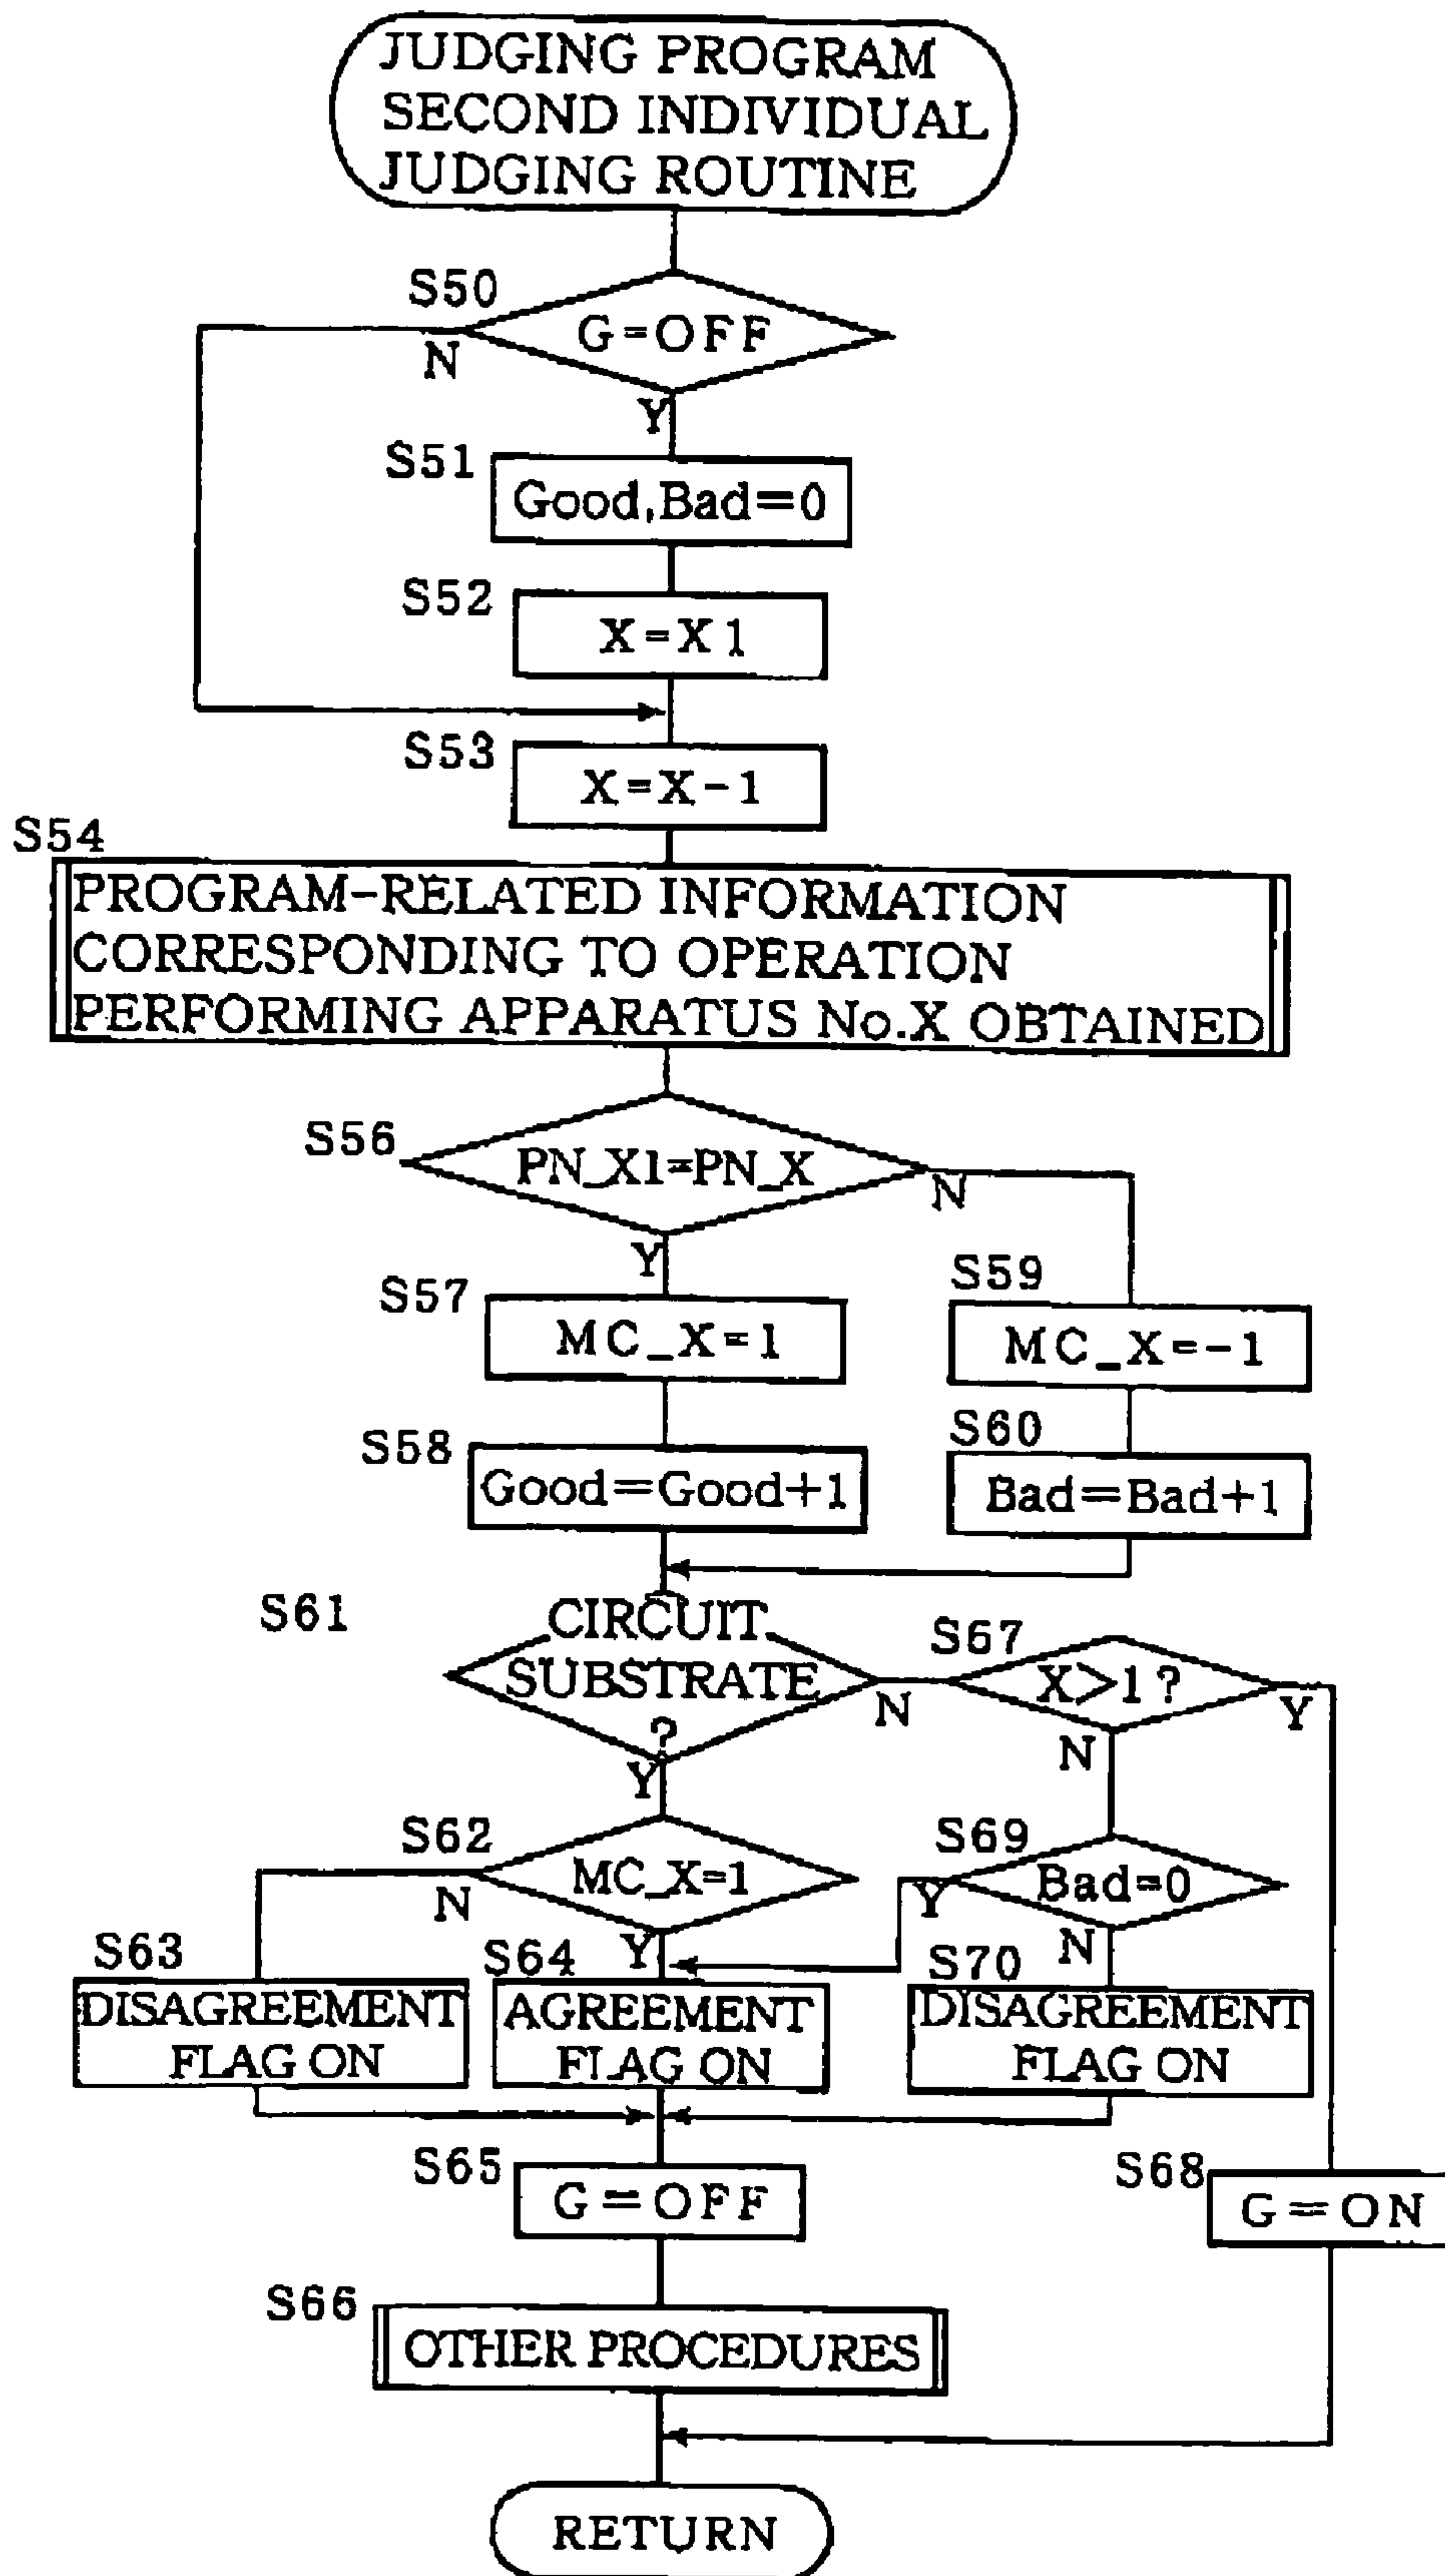 JUDGING PROGRAM
SECOND INDIVIDUAL
JUDGING ROUTINE
S50
G=OFF
N
Y
S51
Good,Bad=0
S52
X=X1
S53
X=X-1
S54
PROGRAM-RELATED INFORMATION
CORRESPONDING TO OPERATION
PERFORMING APPARATUS No.X OBTAINED
S56
PN_X1=PN_X
N
Y
S57
MC_X=1
S59
MC_X=-1
S58
Good=Good+1
S60
Bad=Bad+1
S61
CIRCUIT
SUBSTRATE
?
N
Y
S67
X>1?
Y
N
S62
MC_X=1
N
Y
S69
Bad=0
Y
N
S63
DISAGREEMENT
FLAG ON
S64
AGREEMENT
FLAG ON
S70
DISAGREEMENT
FLAG ON
S65
G=OFF
S68
G=ON
S66
OTHER PROCEDURES
RETURN